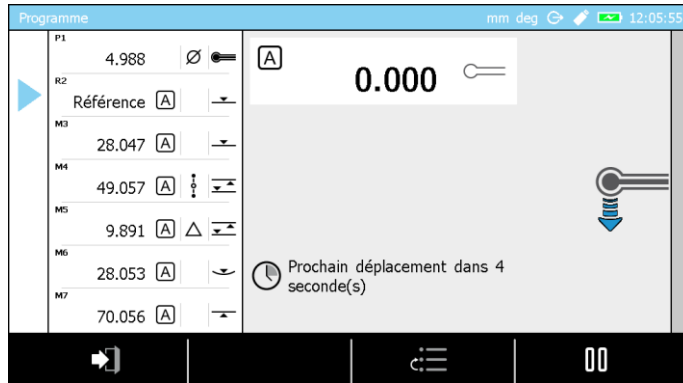 Programme mm deg 12:05:55
P1
4.988 Ø
R2
Référence A
M3
28.047 A
M4
49.057 A
M5
9.891 A
M6
28.053 A
M7
70.056 A
A
0.000
Prochain déplacement dans 4
seconde(s)